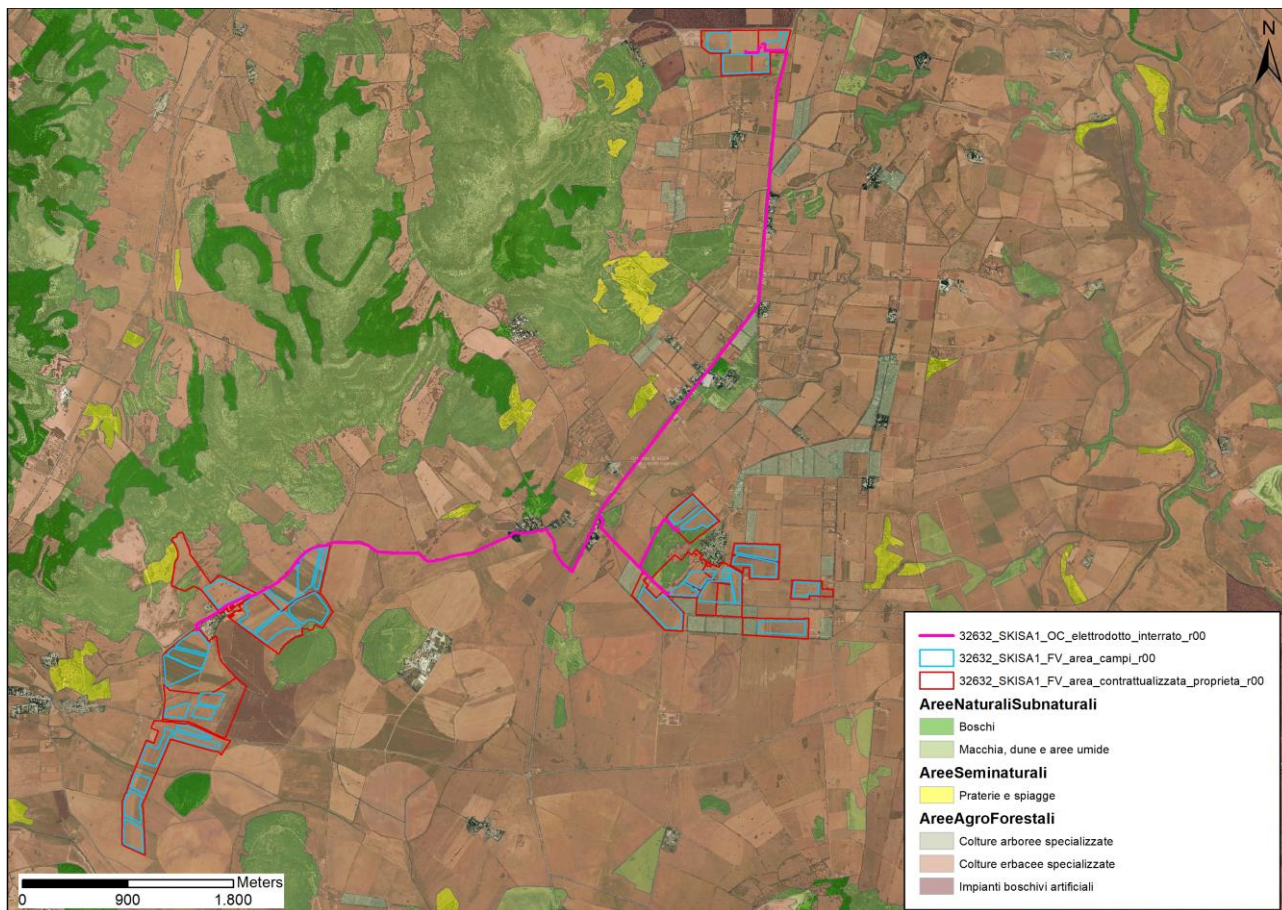 N
32632_SKISA1_OC_elettrodotto_interrato_r00
32632_SKISA1_FV_area_campi_r00
32632_SKISA1_FV_area_contrattualizzata_proprieta_r00
AreeNaturaliSubnaturali
Boschi
Macchia, dune e aree umide
AreeSeminaturali
Praterie e spiagge
AreeAgroForestali
Colture arboree specializzate
Colture erbacee specializzate
Impianti boschivi artificiali
Meters
0 900 1.800